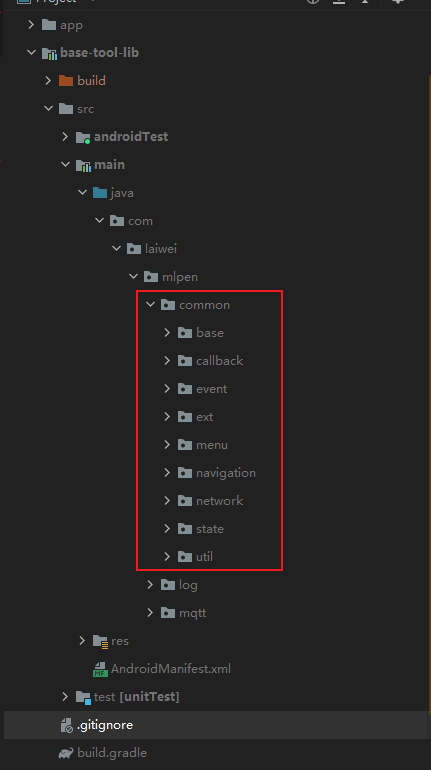 Project
app
base-tool-lib
build
src
androidTest
main
java
com
laiwei
mlpen
common
base
callback
event
ext
menu
navigation
network
state
util
log
mqtt
res
AndroidManifest.xml
test [unitTest]
.gitignore
build.gradle